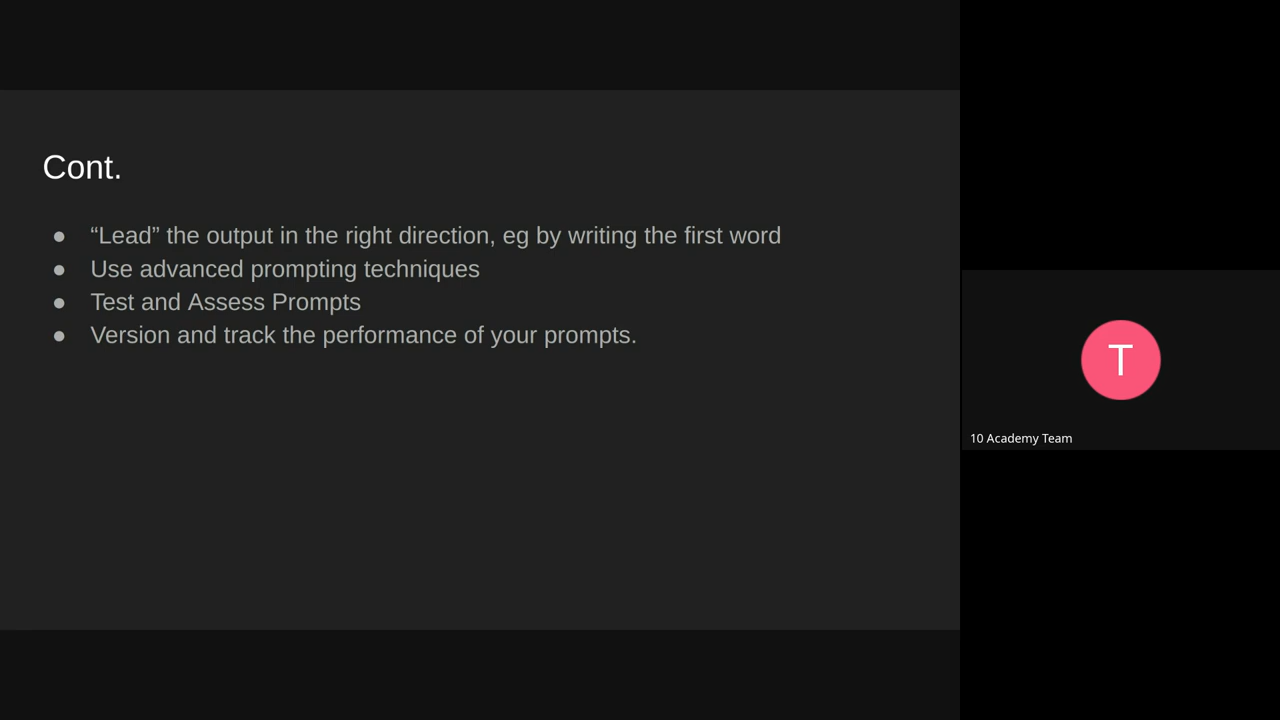 Cont.
● “Lead” the output in the right direction, eg by writing the first word
● Use advanced prompting techniques
● Test and Assess Prompts
● Version and track the performance of your prompts.
T
10 Academy Team